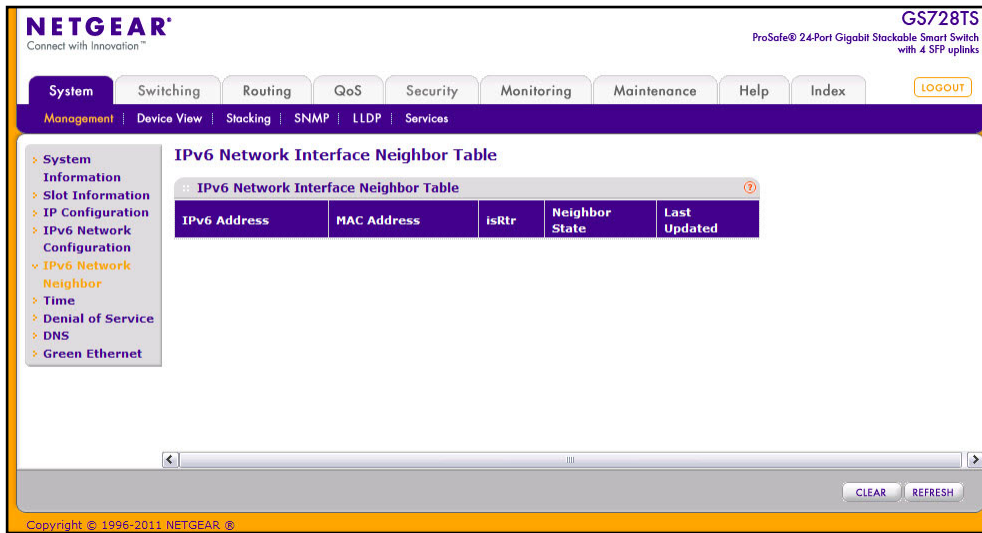 NETGEAR®
Connect with Innovation™
GS728TS
ProSafe® 24-Port Gigabit Stackable Smart Switch
with 4 SFP uplinks
System Switching Routing QoS Security Monitoring Maintenance Help Index LOGOUT
Management Device View Stacking SNMP LLDP Services
System
Information
Slot Information
IP Configuration
IPv6 Network
Configuration
IPv6 Network
Neighbor
Time
Denial of Service
DNS
Green Ethernet
IPv6 Network Interface Neighbor Table
IPv6 Network Interface Neighbor Table ?
IPv6 Address MAC Address isRtr Neighbor State Last Updated
CLEAR REFRESH
Copyright © 1996-2011 NETGEAR ®